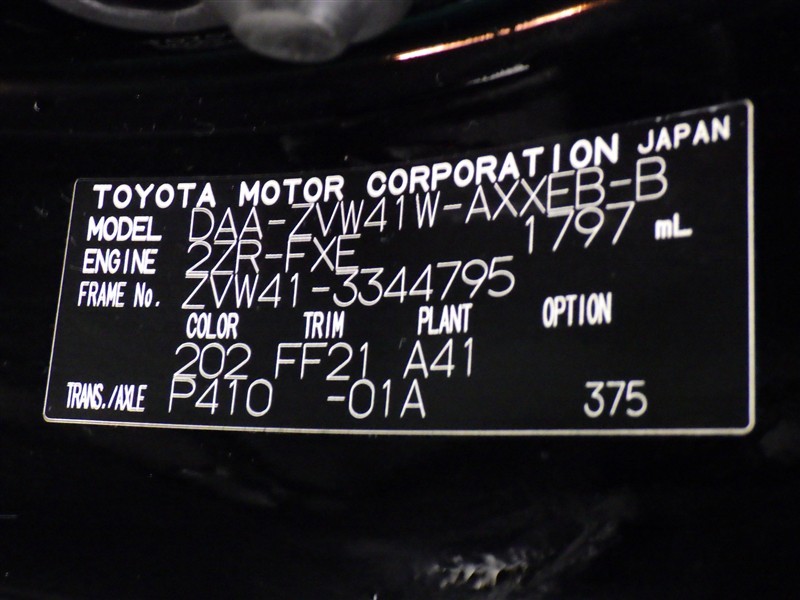 TOYOTA MOTOR CORPORATION JAPAN
MODEL DAA-ZVW41W-AXXEB-B
ENGINE 2ZR-FXE 1797 mL
FRAME No. ZVW41-3344795
COLOR TRIM PLANT OPTION
202 FF21 A41
TRANS./AXLE P410 -01A 375